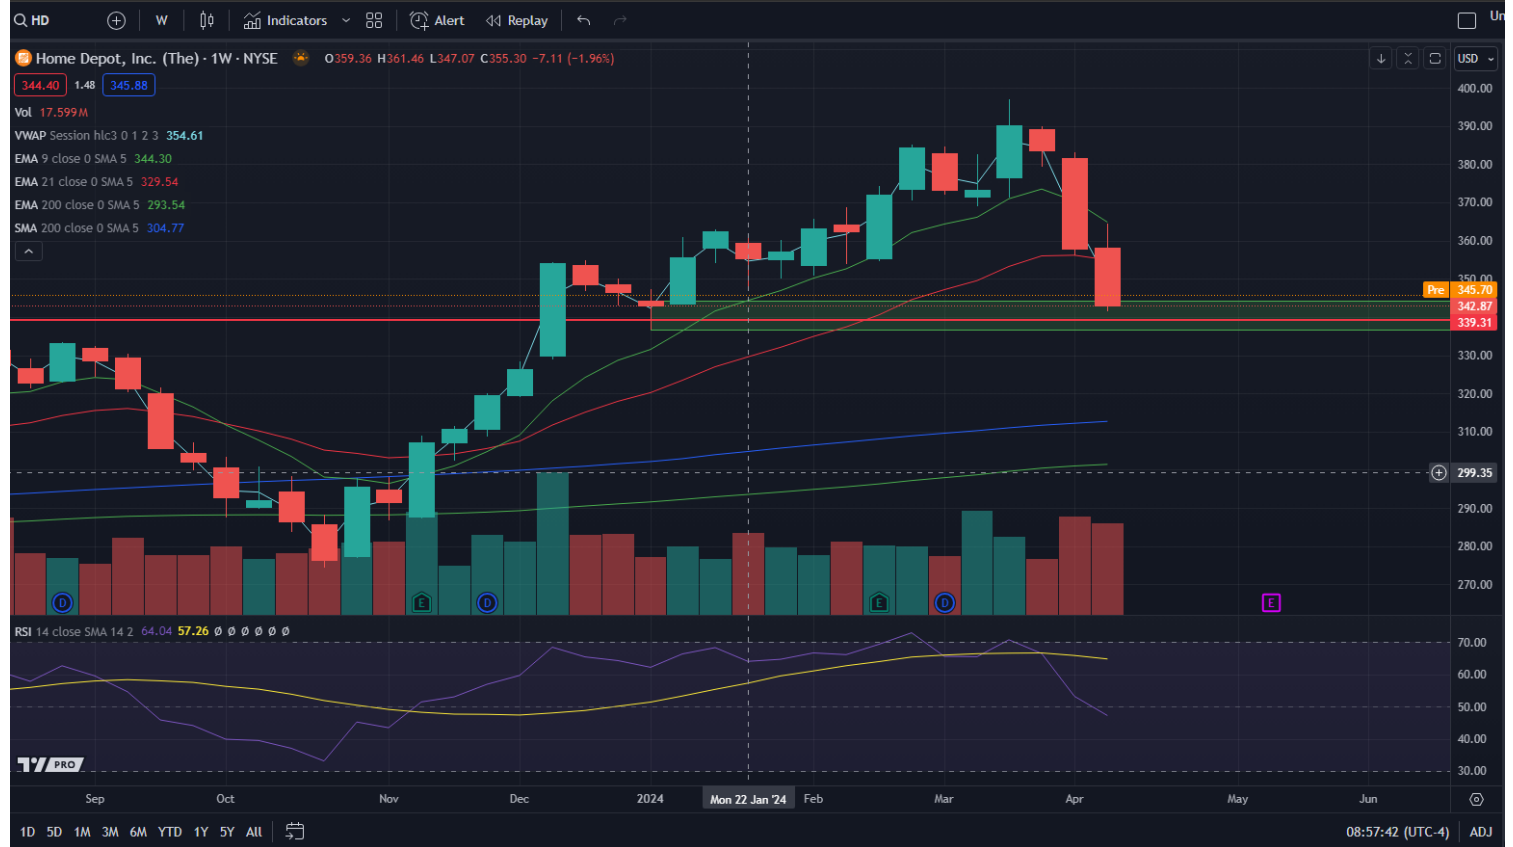 HD W Indicators Alert Replay Un
Home Depot, Inc. (The) · 1W · NYSE O359.36 H361.46 L347.07 C355.30 −7.11 (−1.96%) USD
344.40 1.48 345.88
Vol 17.599M
VWAP Session hlc3 0 1 2 3 354.61
EMA 9 close 0 SMA 5 344.30
EMA 21 close 0 SMA 5 329.54
EMA 200 close 0 SMA 5 293.54
SMA 200 close 0 SMA 5 304.77
400.00
390.00
380.00
370.00
360.00
350.00
Pre 345.70
342.87
339.31
330.00
320.00
310.00
299.35
290.00
280.00
270.00
D E D E D E
RSI 14 close SMA 14 2 64.04 57.26 Ø Ø Ø Ø Ø Ø
70.00
60.00
50.00
40.00
30.00
PRO
Sep Oct Nov Dec 2024 Mon 22 Jan '24 Feb Mar Apr May Jun
1D 5D 1M 3M 6M YTD 1Y 5Y All 08:57:42 (UTC-4) ADJ